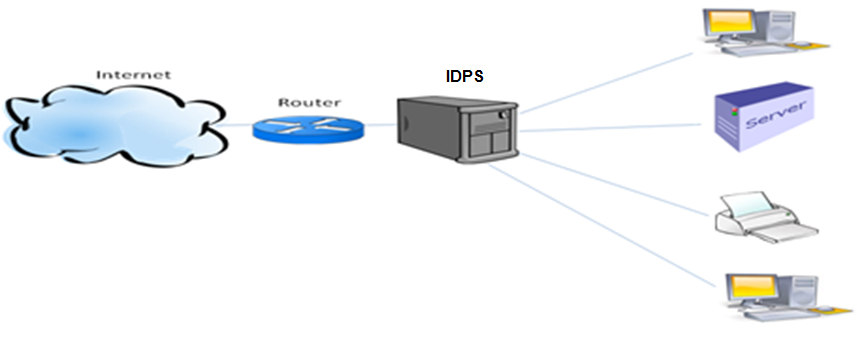 Internet
Router
IDPS
Server